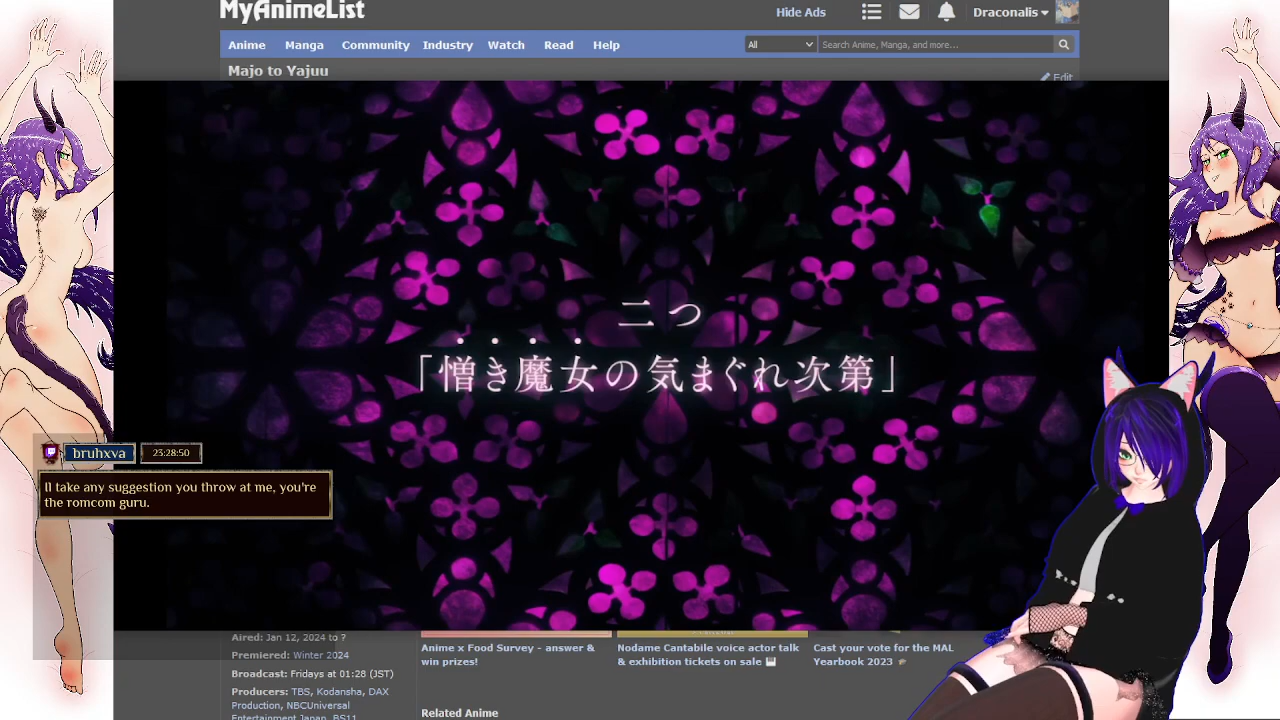 MyAnimeList
Hide Ads
Draconalis
Anime Manga Community Industry Watch Read Help
All
Search Anime, Manga, and more...
Majo to Yajuu
Edit
二つ
「憎き魔女の気まぐれ次第」
bruhxva
23:28:50
Il take any suggestion you throw at me, you're
the romcom guru.
Aired: Jan 12, 2024 to ?
Premiered: Winter 2024
Broadcast: Fridays at 01:28 (JST)
Producers: TBS, Kodansha, DAX
Production, NBCUniversal
Entertainment Japan, BS11
Anime x Food Survey - answer &
win prizes!
Nodame Cantabile voice actor talk
& exhibition tickets on sale
Cast your vote for the MAL
Yearbook 2023
Related Anime